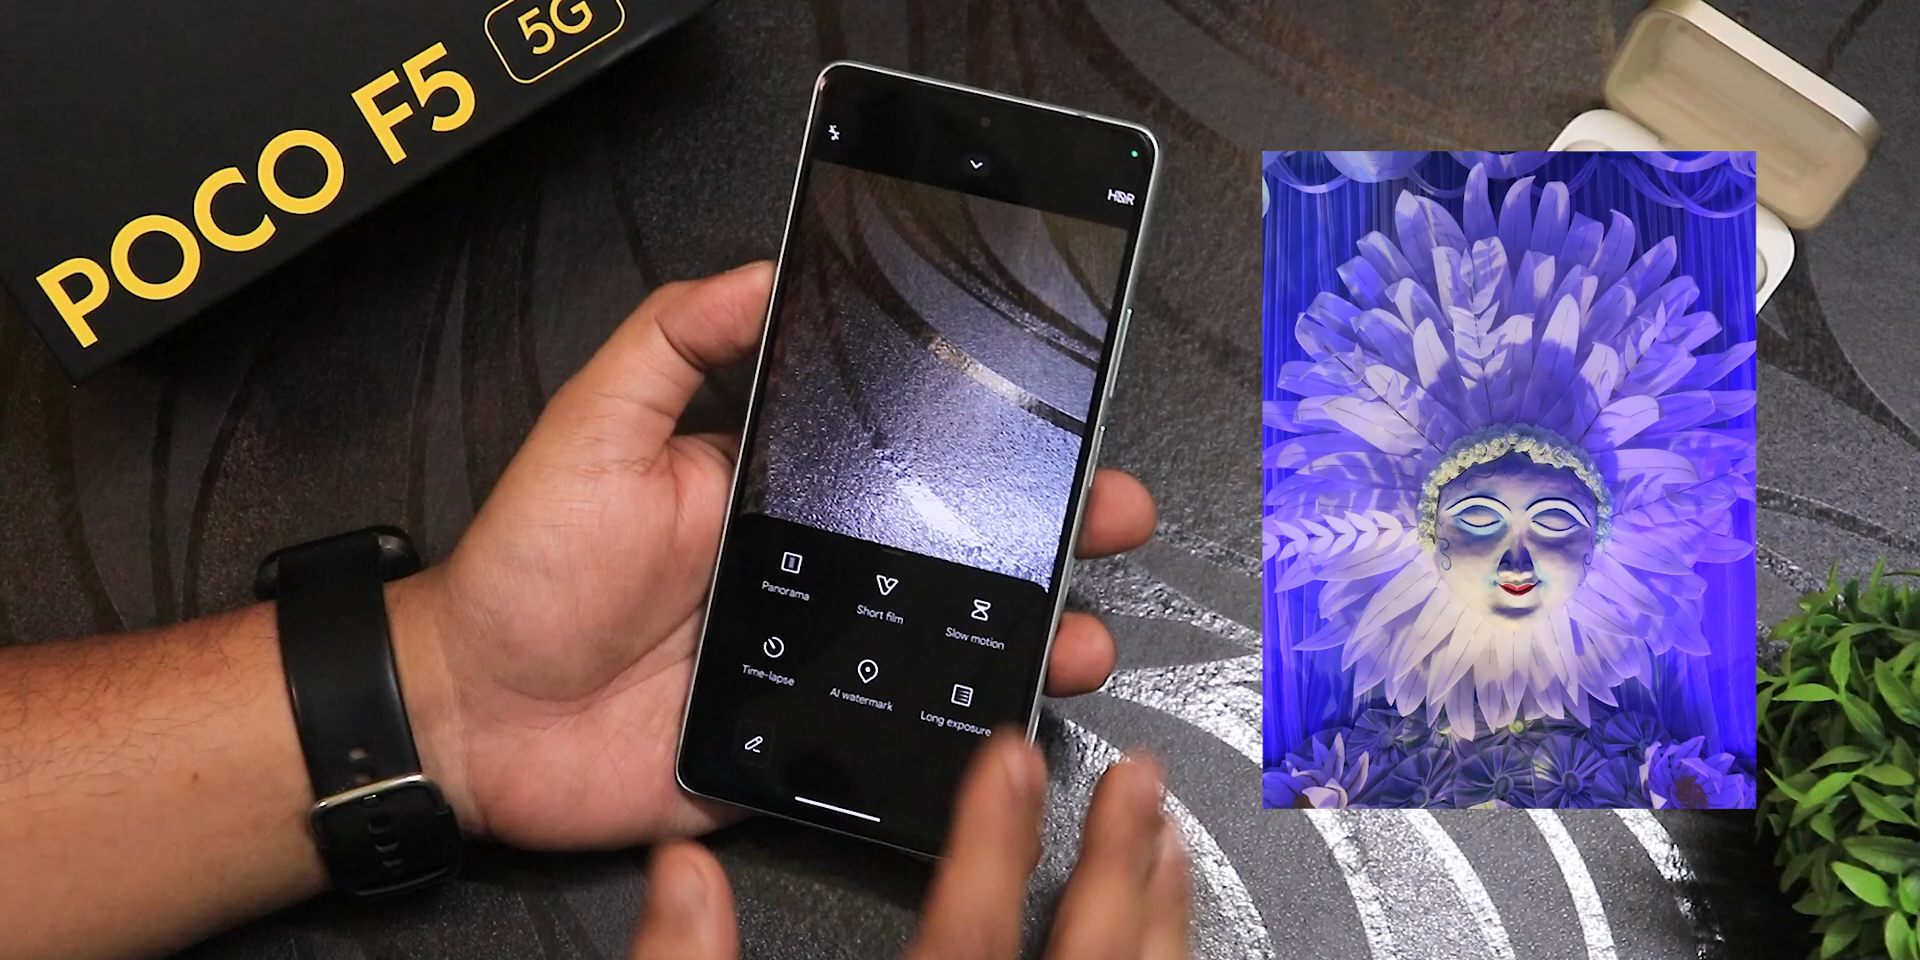 POCO F5 5G
HDR
Panorama
Short film
Slow motion
Time-lapse
AI watermark
Long exposure